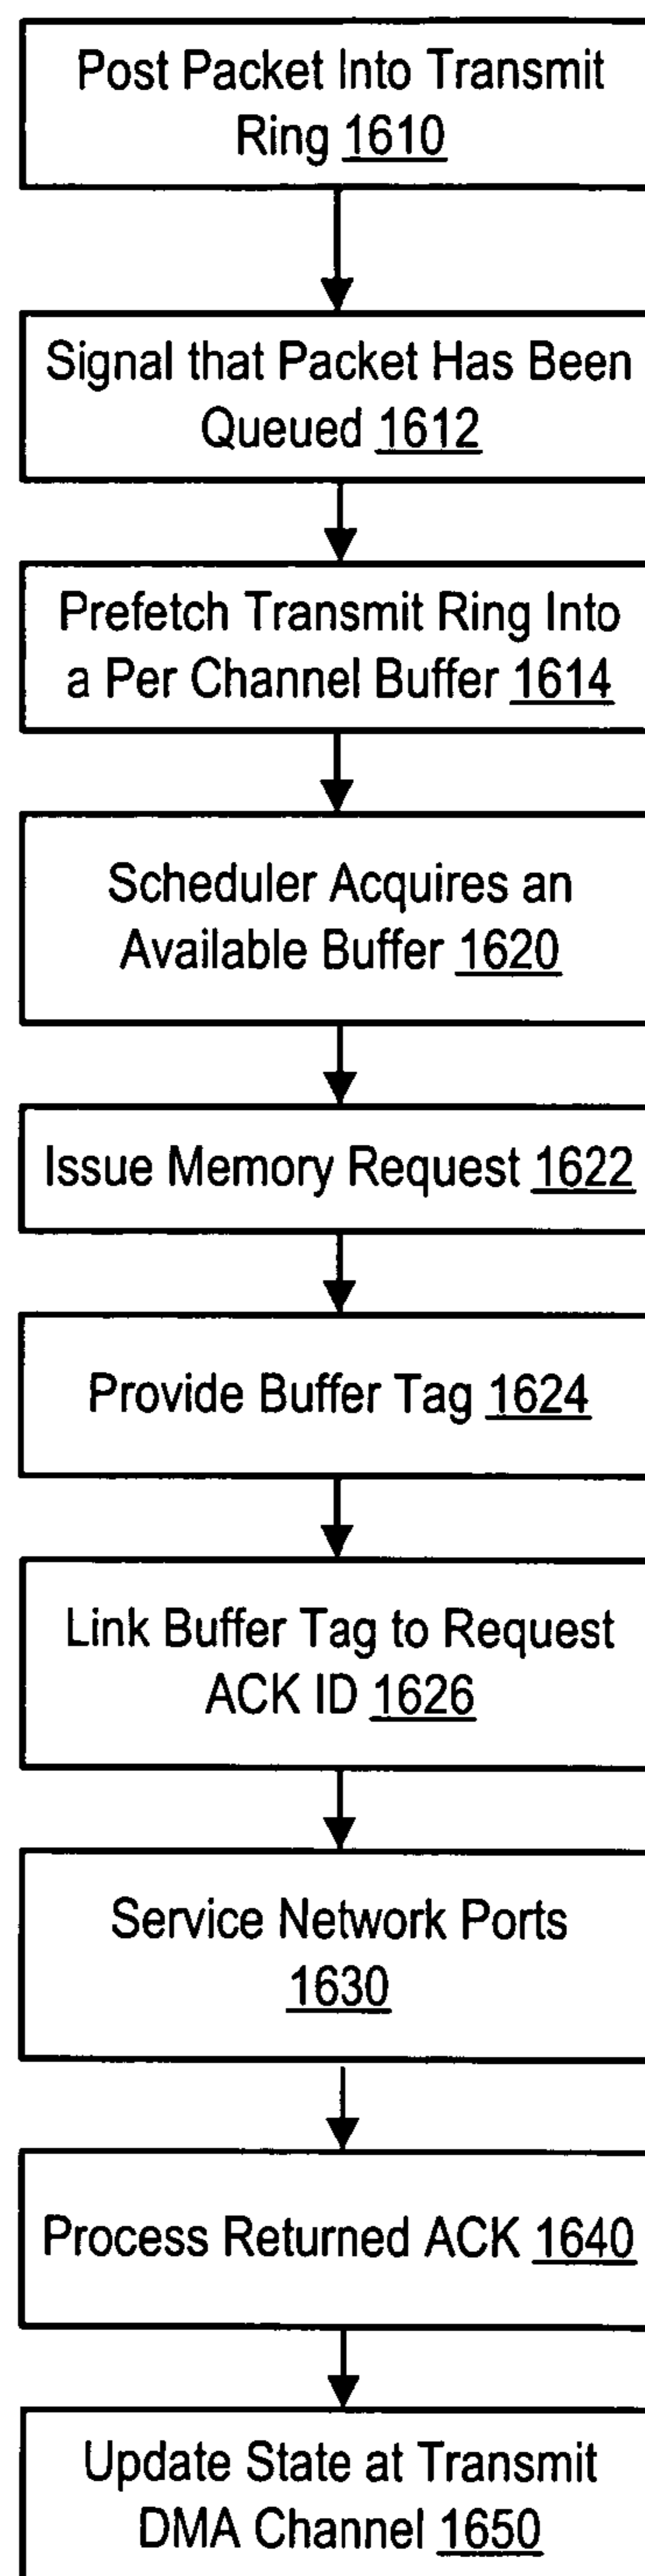 Post Packet Into Transmit
Ring 1610
Signal that Packet Has Been
Queued 1612
Prefetch Transmit Ring Into
a Per Channel Buffer 1614
Scheduler Acquires an
Available Buffer 1620
Issue Memory Request 1622
Provide Buffer Tag 1624
Link Buffer Tag to Request
ACK ID 1626
Service Network Ports
1630
Process Returned ACK 1640
Update State at Transmit
DMA Channel 1650